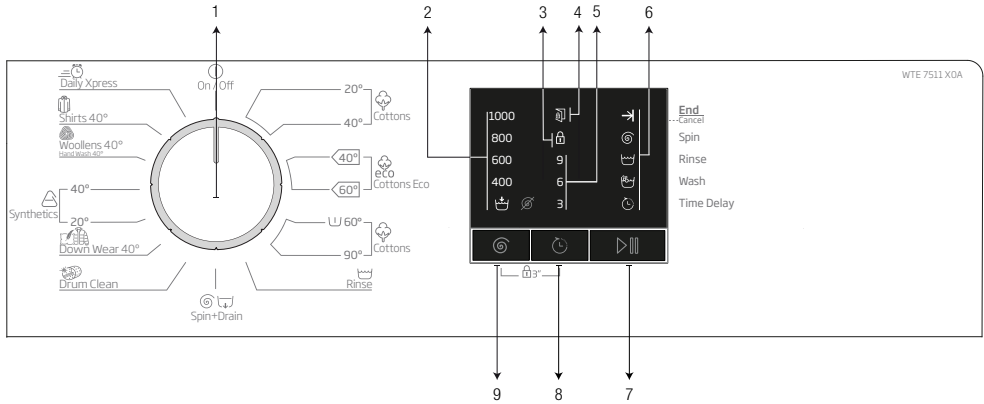 1
2
3
4
5
6
WTE 7511 X0A
On / Off
Daily Xpress
Shirts 40°
Woollens 40°
Hand Wash 40°
Synthetics
40°
20°
Down Wear 40°
Drum Clean
Spin+Drain
Rinse
20°
40°
Cottons
40°
60°
eco
Cottons Eco
60°
90°
Cottons
1000
800
600
400
9
6
3
End
Cancel
Spin
Rinse
Wash
Time Delay
3"
9
8
7